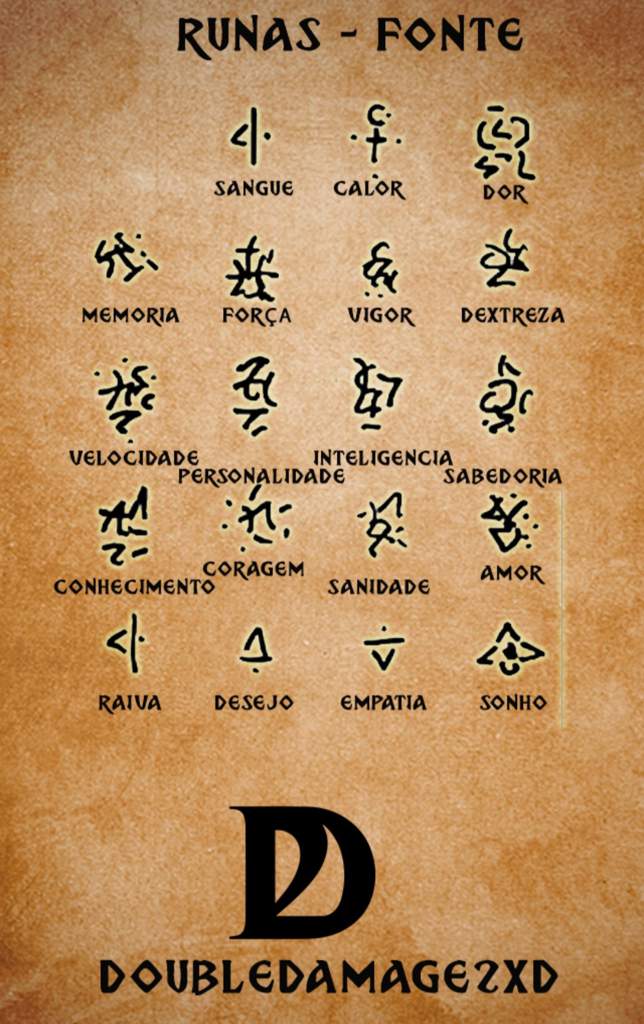 RUNAS - FONTE
SANGUE CALOR DOR
MEMORIA FORÇA VIGOR DEXTREZA
VELOCIDADE PERSONALIDADE INTELIGENCIA SABEDORIA
CONHECIMENTO CORAGEM SANIDADE AMOR
RAIVA DESEJO EMPATIA SONHO
D
DOUBLEDAMAGE2XD